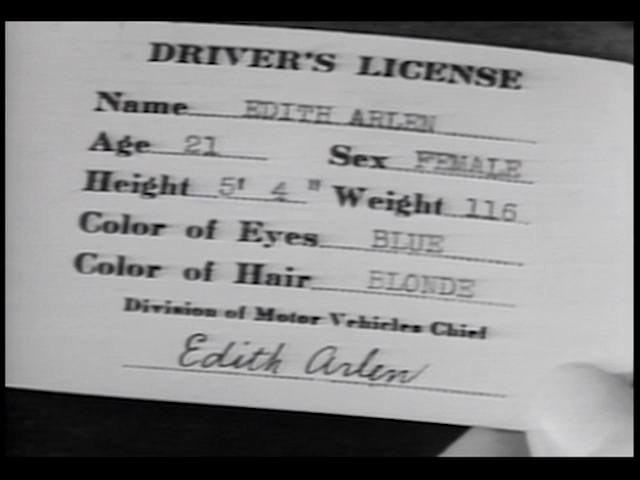 DRIVER'S LICENSE
Name EDITH ARLEN
Age 21 Sex FEMALE
Height 5' 4" Weight 116
Color of Eyes BLUE
Color of Hair BLONDE
Division of Motor Vehicles Chief
Edith Arlen